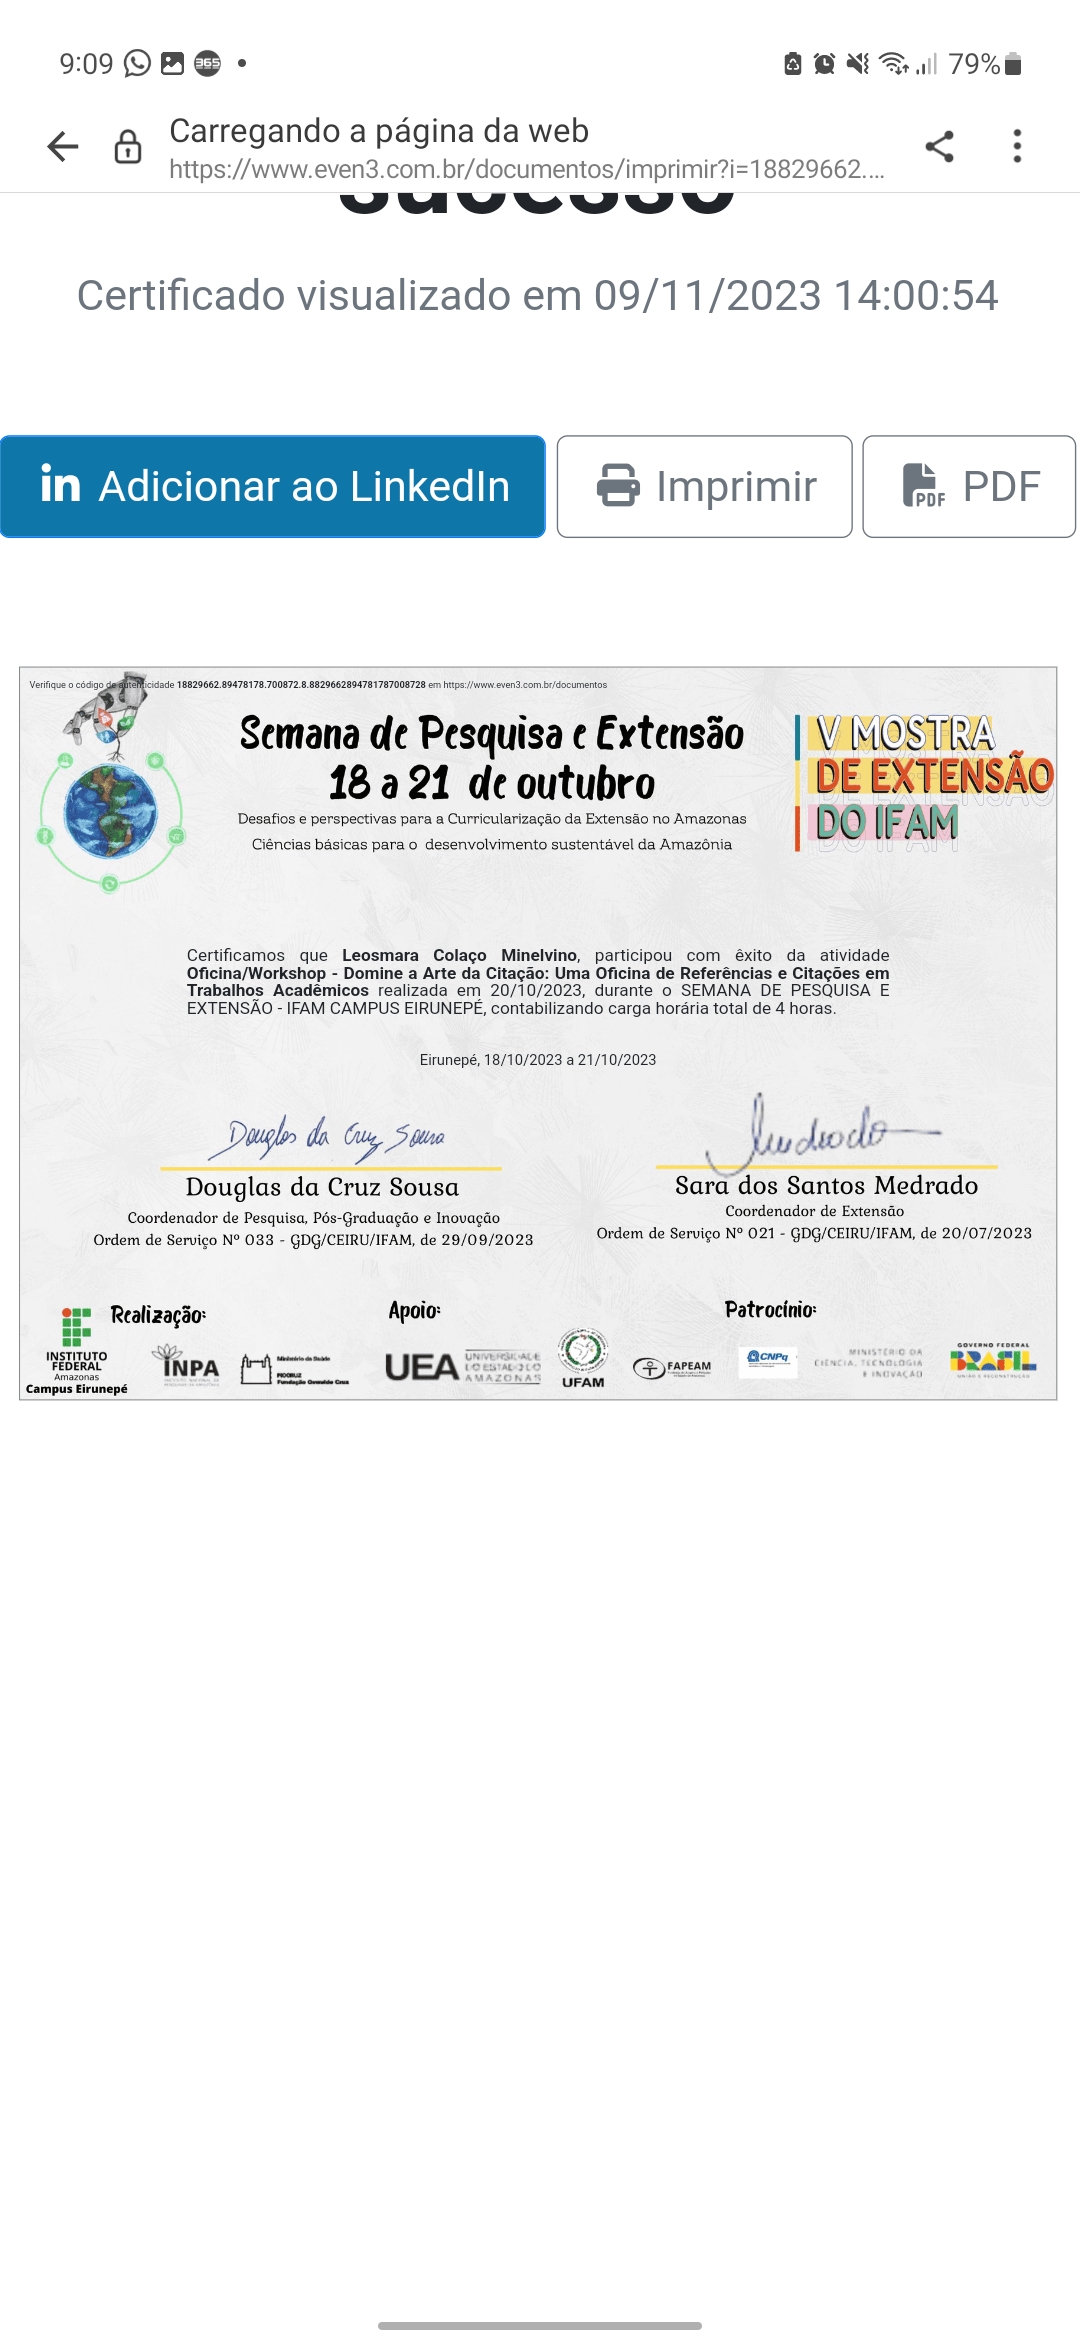 9:09
79%
Carregando a página da web
https://www.even3.com.br/documentos/imprimir?i=18829662....
sucesso
Certificado visualizado em 09/11/2023 14:00:54
in Adicionar ao LinkedIn
Imprimir
PDF PDF
Verifique o código de autenticidade 18829662.89478178.700872.8.8829662894781787008728 em https://www.even3.com.br/documentos
Semana de Pesquisa e Extensão
18 a 21 de outubro
Desafios e perspectivas para a Curricularização da Extensão no Amazonas
Ciências básicas para o desenvolvimento sustentável da Amazônia
V MOSTRA
DE EXTENSÃO
DO IFAM
Certificamos que Leosmara Colaço Minelvino, participou com êxito da atividade
Oficina/Workshop - Domine a Arte da Citação: Uma Oficina de Referências e Citações em
Trabalhos Acadêmicos realizada em 20/10/2023, durante o SEMANA DE PESQUISA E
EXTENSÃO - IFAM CAMPUS EIRUNEPÉ, contabilizando carga horária total de 4 horas.
Eirunepé, 18/10/2023 a 21/10/2023
Douglas da Cruz Sousa
Douglas da Cruz Sousa
Coordenador de Pesquisa, Pós-Graduação e Inovação
Ordem de Serviço Nº 033 - GDG/CEIRU/IFAM, de 29/09/2023
Sara dos Santos Medrado
Coordenador de Extensão
Ordem de Serviço Nº 021 - GDG/CEIRU/IFAM, de 20/07/2023
Realização:
Apoio:
Patrocínio:
INSTITUTO
FEDERAL
Amazonas
Campus Eirunepé
INPA
Ministério da Saúde
FIOCRUZ
Fundação Oswaldo Cruz
UEA
UNIVERSIDADE
DO ESTADO DO
AMAZONAS
UFAM
FAPEAM
CNPq
MINISTÉRIO DA
CIÊNCIA, TECNOLOGIA
E INOVAÇÃO
GOVERNO FEDERAL
BRASIL
UNIÃO E RECONSTRUÇÃO